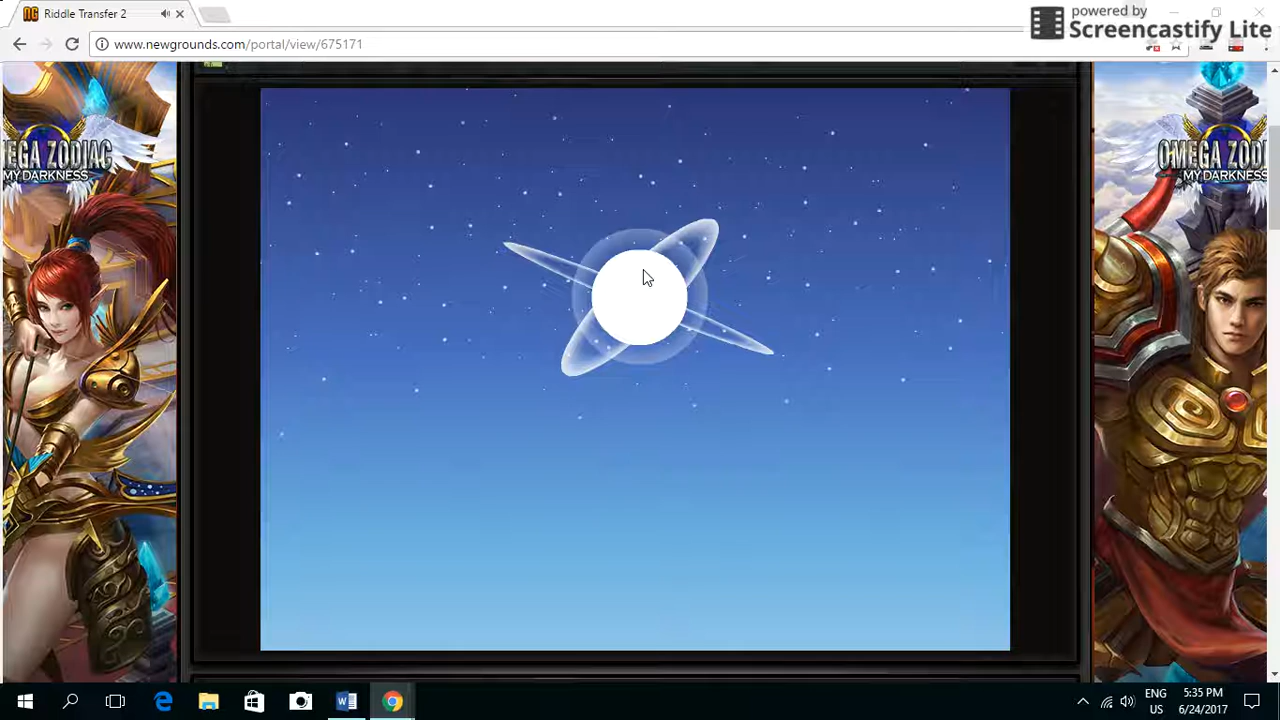 powered by
Screencastify Lite
Riddle Transfer 2
www.newgrounds.com/portal/view/675171
MEGA ZODIAC
MY DARKNESS
OMEGA ZODI
MY DARKNESS
ENG
US
5:35 PM
6/24/2017